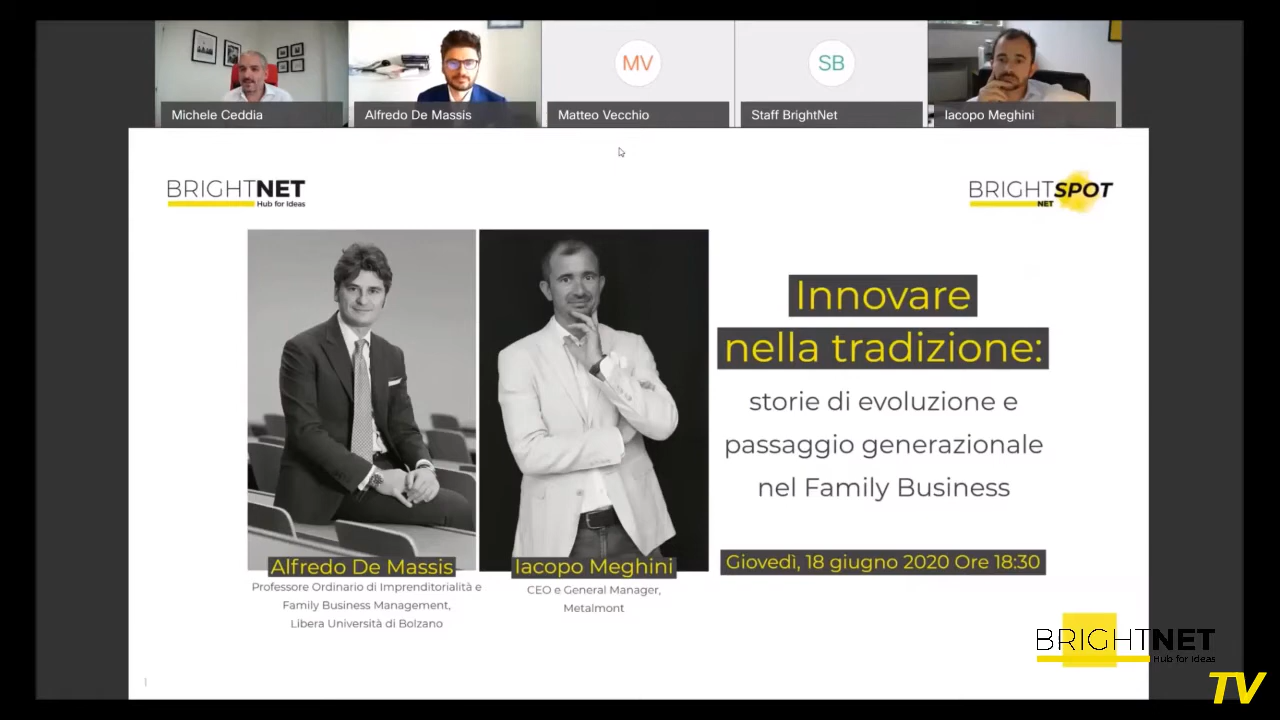 MV
SB
Michele Ceddia
Alfredo De Massis
Matteo Vecchio
Staff BrightNet
Iacopo Meghini
BRIGHTNET
Hub for Ideas
BRIGHTSPOT
NET
Innovare
nella tradizione:
storie di evoluzione e
passaggio generazionale
nel Family Business
Giovedì, 18 giugno 2020 Ore 18:30
Alfredo De Massis
Professore Ordinario di Imprenditorialità e
Family Business Management,
Libera Università di Bolzano
Iacopo Meghini
CEO e General Manager,
Metalmont
BRIGHTNET
Hub for Ideas
TV
1